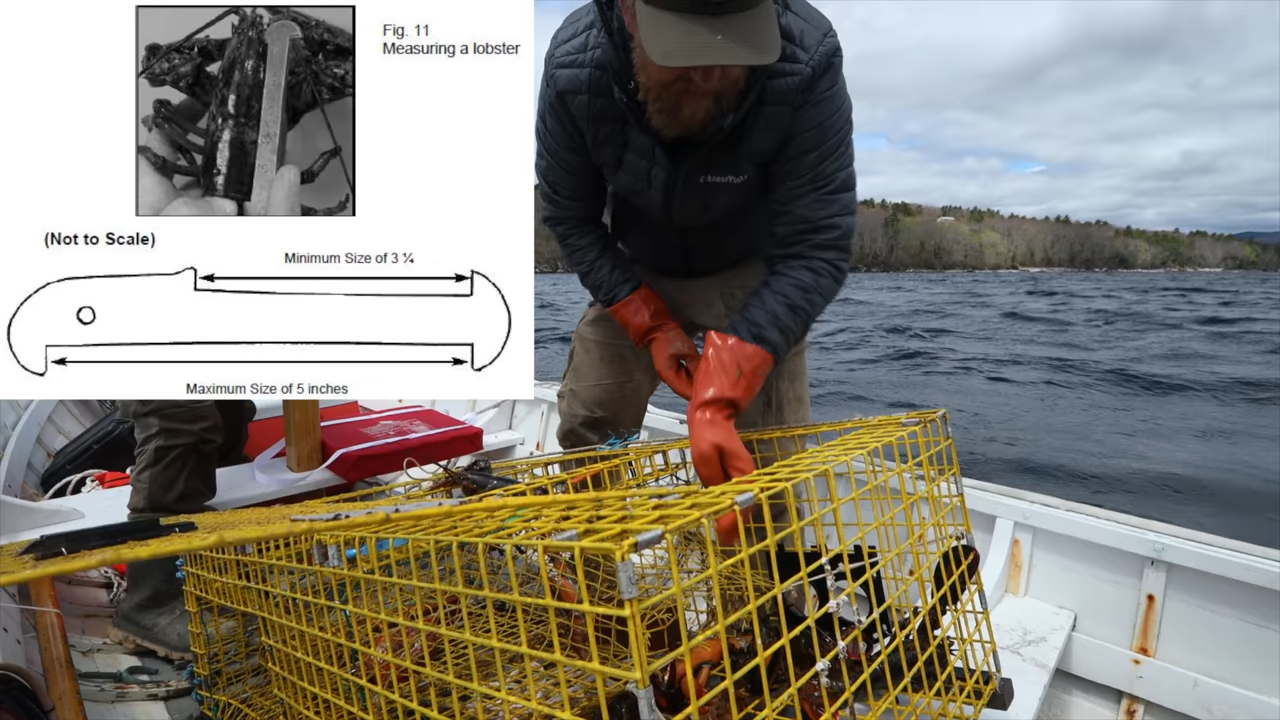 Fig. 11
Measuring a lobster
(Not to Scale)
Minimum Size of 3 ¼
Maximum Size of 5 inches